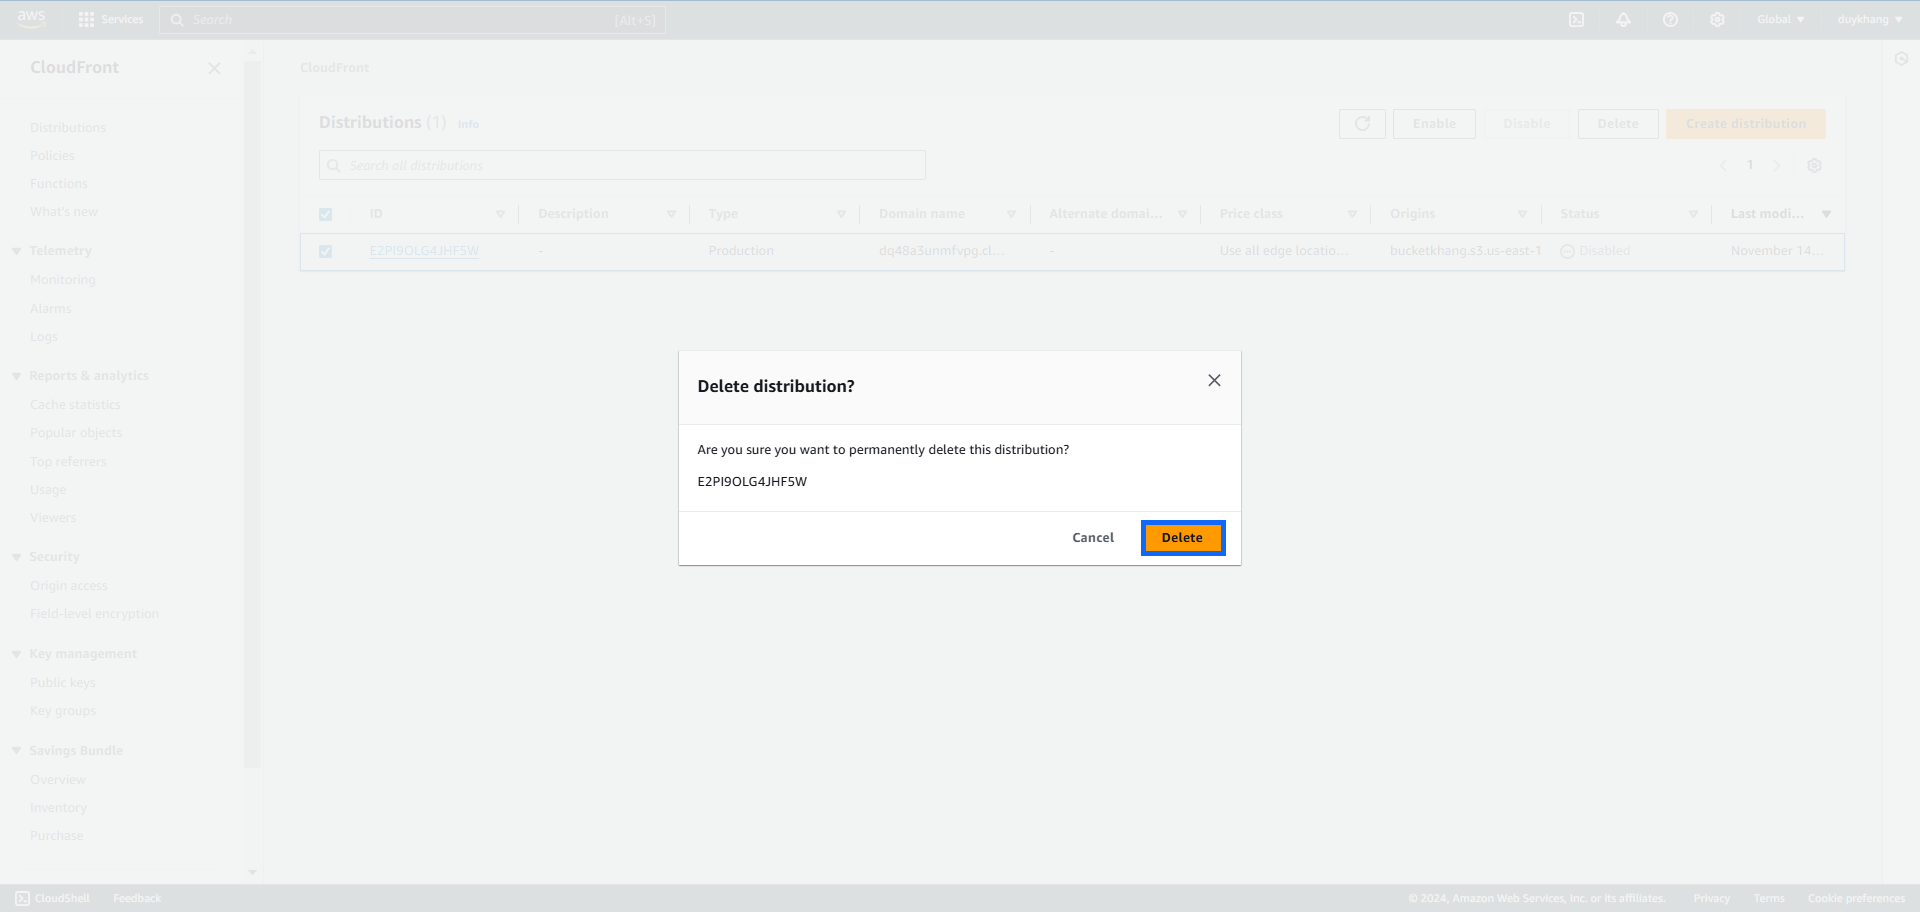 aws
Services
Search
[Alt+S]
Global
duykhang
CloudFront
Distributions
Policies
Functions
What's new
Telemetry
Monitoring
Alarms
Logs
Reports & analytics
Cache statistics
Popular objects
Top referrers
Usage
Viewers
Security
Origin access
Field-level encryption
Key management
Public keys
Key groups
Savings Bundle
Overview
Inventory
Purchase
CloudFront
Distributions (1) Info
Enable
Disable
Delete
Create distribution
Search all distributions
1
ID Description Type Domain name Alternate domai... Price class Origins Status Last modi...
E2PI9OLG4JHF5W - Production dq48a3unmfvpg.cl... - Use all edge locatio... bucketkhang.s3.us-east-1 Disabled November 14...
Delete distribution?
Are you sure you want to permanently delete this distribution?
E2PI9OLG4JHF5W
Cancel
Delete
CloudShell Feedback © 2024, Amazon Web Services, Inc. or its affiliates. Privacy Terms Cookie preferences